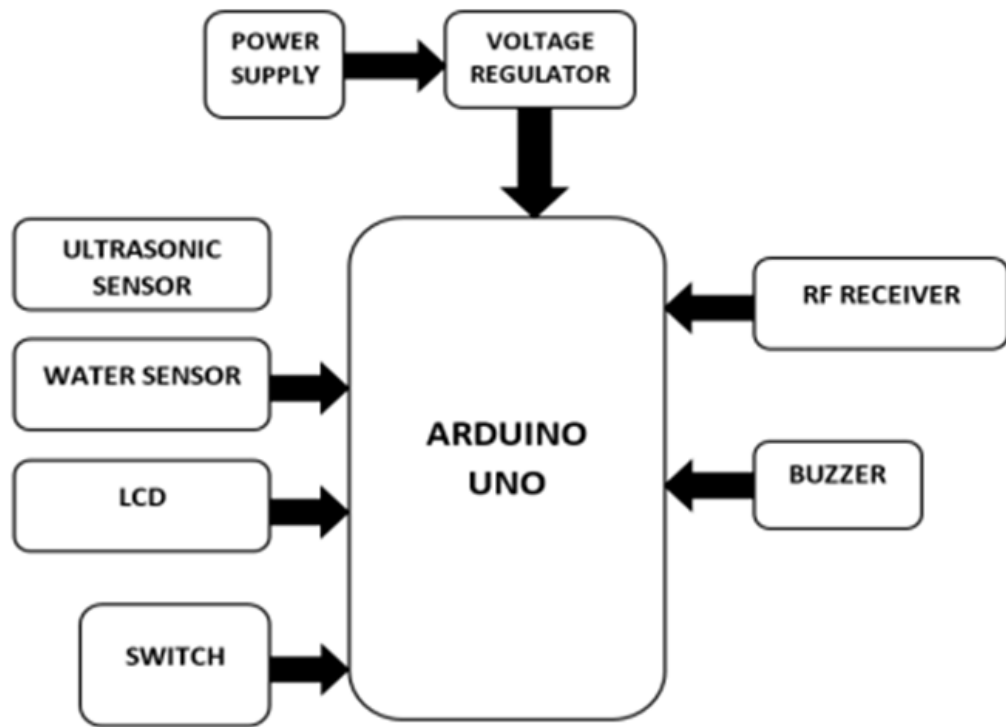 POWER
SUPPLY
VOLTAGE
REGULATOR
ULTRASONIC
SENSOR
WATER SENSOR
LCD
SWITCH
ARDUINO
UNO
RF RECEIVER
BUZZER